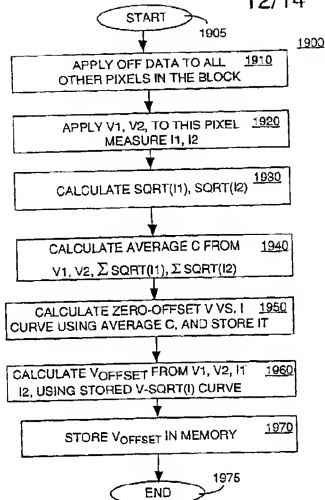 12/14
START
1905
1900
APPLY OFF DATA TO ALL 1910
OTHER PIXELS IN THE BLOCK
APPLY V1, V2, TO THIS PIXEL 1920
MEASURE I1, I2
1930
CALCULATE SQRT(I1), SQRT(I2)
CALCULATE AVERAGE C FROM 1940
V1, V2, Σ SQRT(I1), Σ SQRT(I2)
CALCULATE ZERO-OFFSET V VS. I 1950
CURVE USING AVERAGE C, AND STORE IT
CALCULATE VOFFSET FROM V1, V2, I1 1960
I2, USING STORED V-SQRT(I) CURVE
1970
STORE VOFFSET IN MEMORY
1975
END